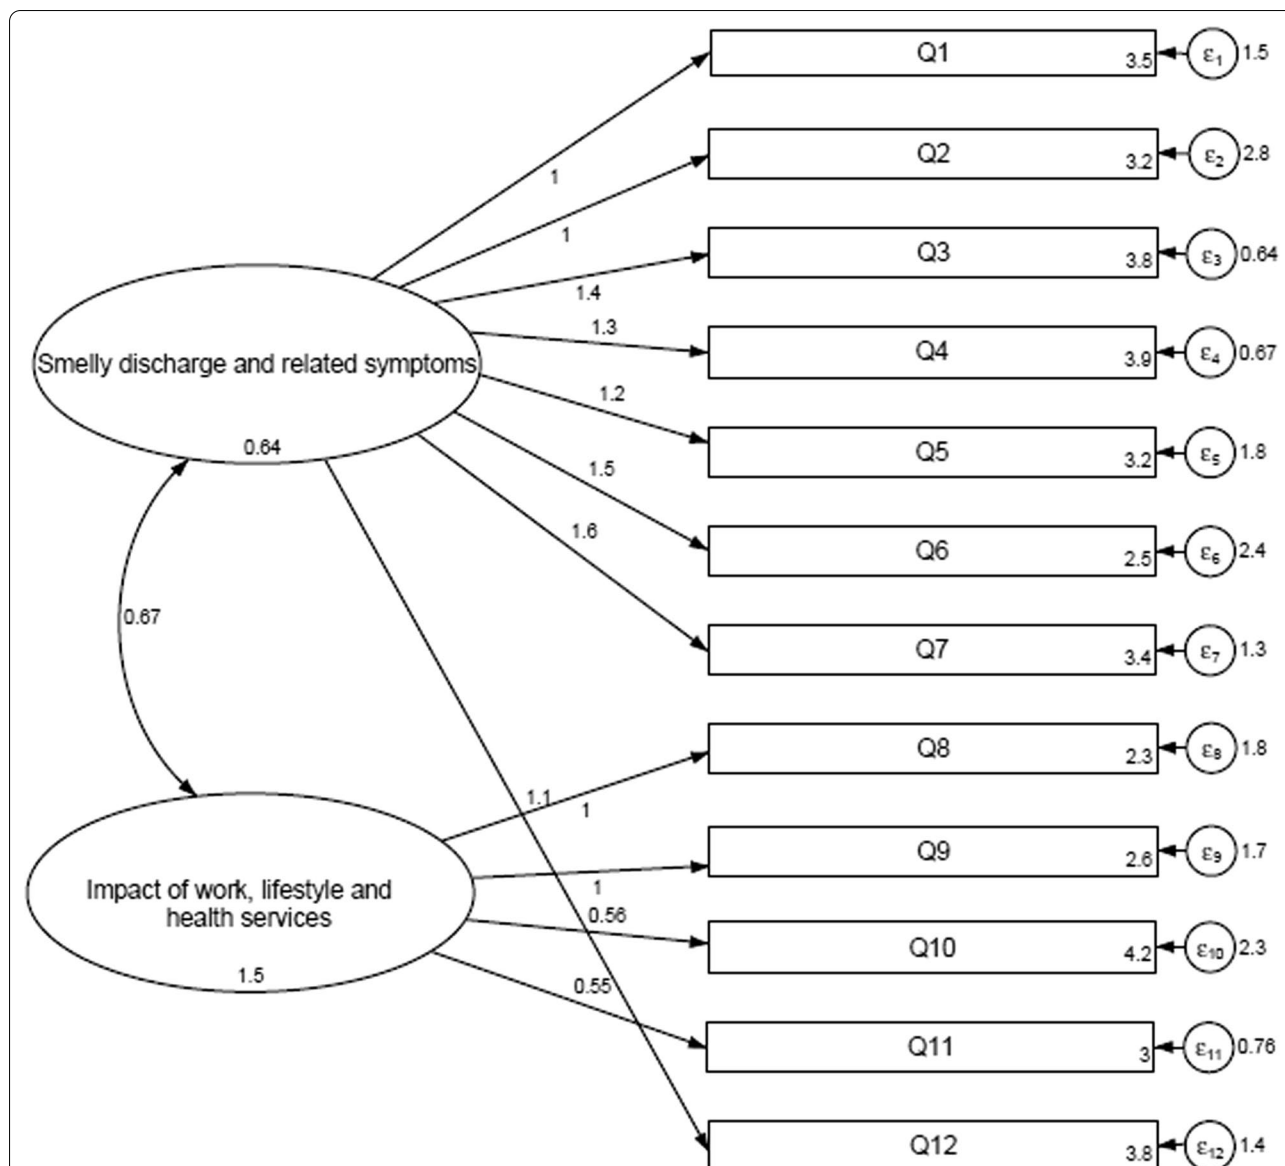 Q1
3.5
ε1
1.5
Q2
3.2
ε2
2.8
1
1
Q3
3.8
ε3
0.64
1.4
1.3
Q4
3.9
ε4
0.67
Smelly discharge and related symptoms
0.64
1.2
Q5
3.2
ε5
1.8
1.5
Q6
2.5
ε6
2.4
1.6
0.67
Q7
3.4
ε7
1.3
Q8
2.3
ε8
1.8
1.1
1
Q9
2.6
ε9
1.7
Impact of work, lifestyle and
health services
1.5
1
0.56
Q10
4.2
ε10
2.3
0.55
Q11
3
ε11
0.76
Q12
3.8
ε12
1.4